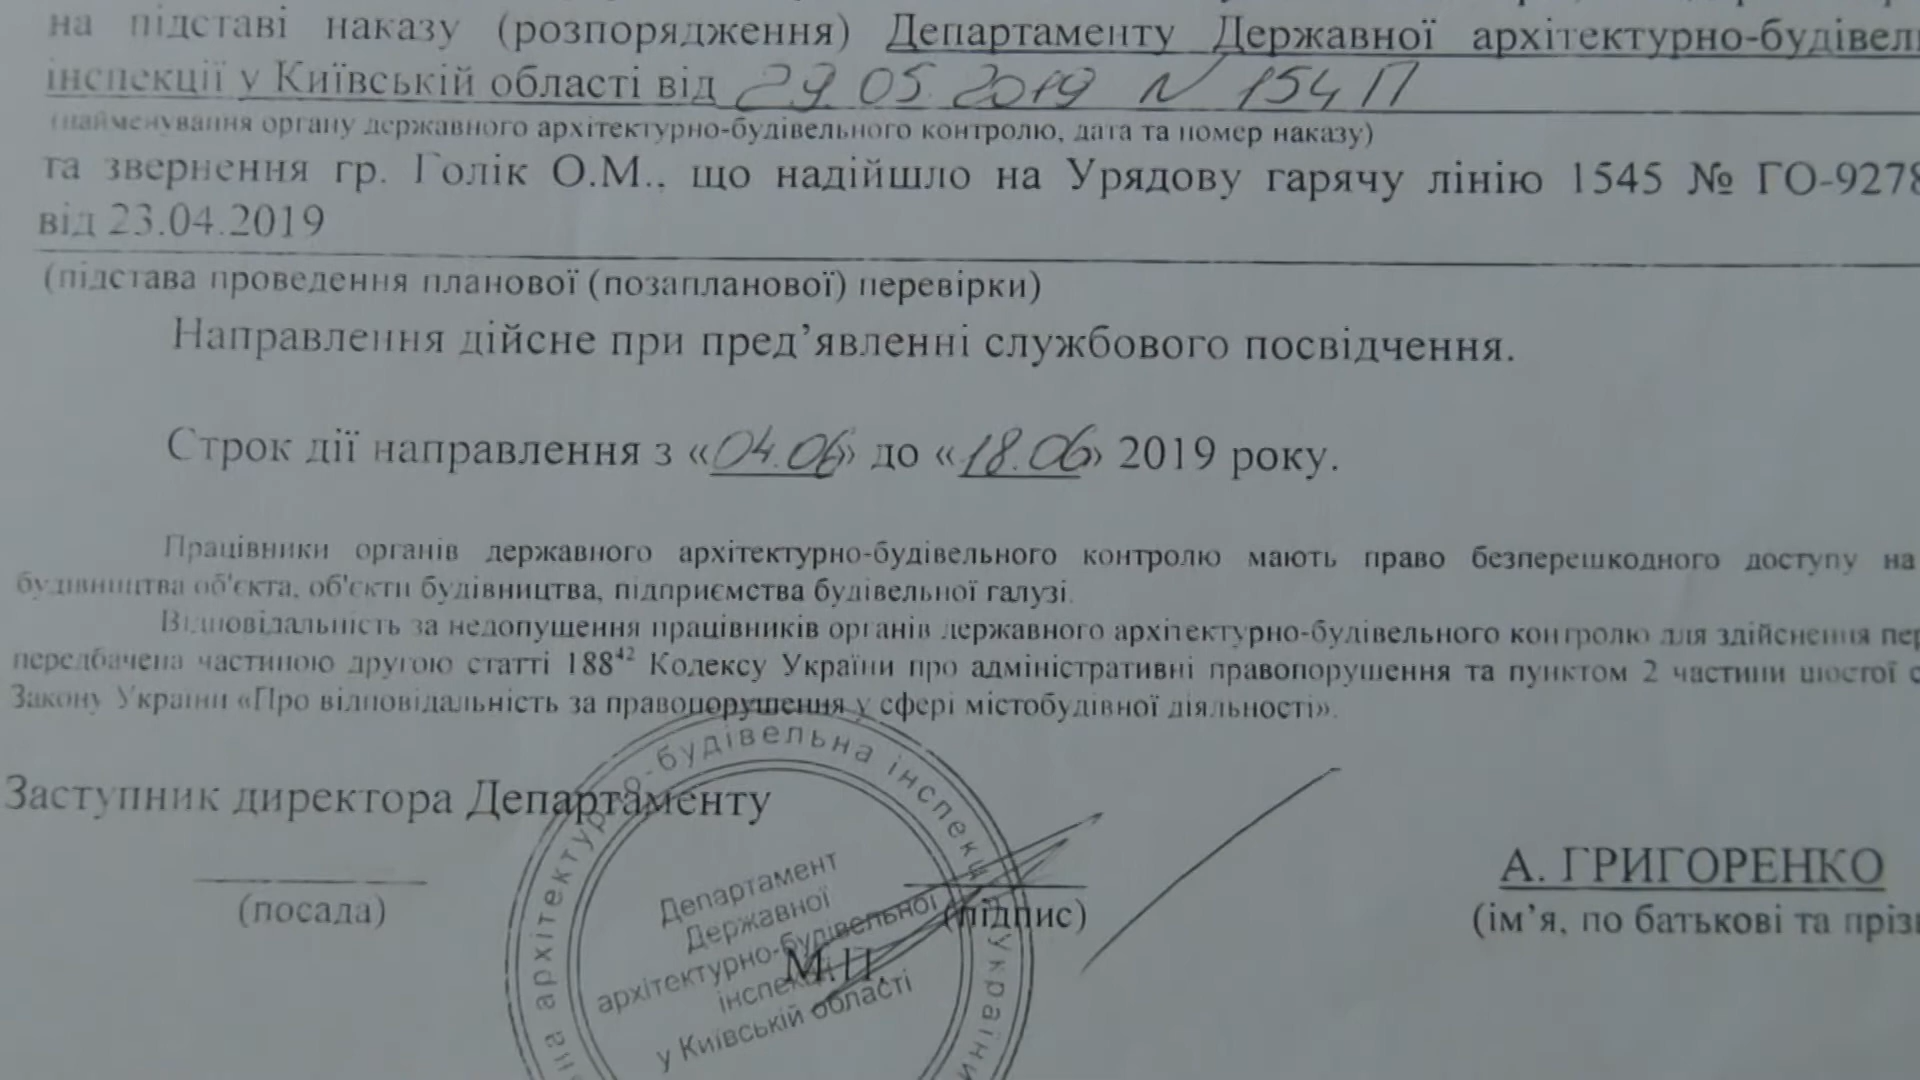 на підставі наказу (розпорядження) Департаменту Державної архітектурно-будівель
інспекції у Київській області від 29.05.2019 N 154 П
(найменування органу державного архітектурно-будівельного контролю, дата та номер наказу)
та звернення гр. Голік О.М., що надійшло на Урядову гарячу лінію 1545 № ГО-9278
від 23.04.2019
(підстава проведення планової (позапланової) перевірки)
Направлення дійсне при пред’явленні службового посвідчення.
Строк дії направлення з «04.06» до «18.06» 2019 року.
Працівники органів державного архітектурно-будівельного контролю мають право безперешкодного доступу на
будівництва об'єкта, об'єкти будівництва, підприємства будівельної галузі.
Відповідальність за недопущення працівників органів державного архітектурно-будівельного контролю для здійснення пер
передбачена частиною другою статті 188⁴² Кодексу України про адміністративні правопорушення та пунктом 2 частини шостої с
Закону України «Про відповідальність за правопорушення у сфері містобудівної діяльності».
Заступник директора Департаменту
А. ГРИГОРЕНКО
(посада)
(підпис)
(ім’я, по батькові та прізв
М.П.
на архітектурно-будівельна інспекція України
Департамент
Державної
архітектурно-будівельної
інспекції
у Київській області